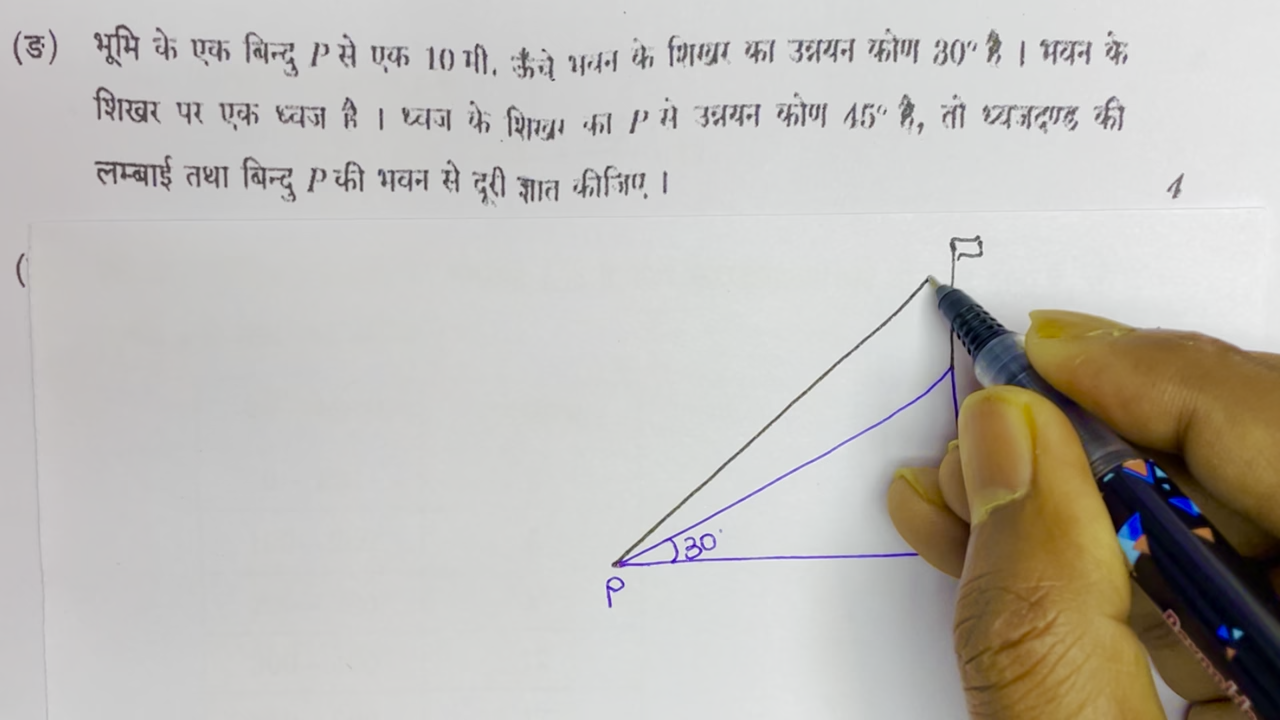 (ङ) भूमि के एक बिन्दु P से एक 10 मी. ऊँचे भवन के शिखर का उन्नयन कोण 30° है । भवन के
शिखर पर एक ध्वज है । ध्वज के शिखर का P से उन्नयन कोण 45° है, तो ध्वजदण्ड की
लम्बाई तथा बिन्दु P की भवन से दूरी ज्ञात कीजिए । 4
(
30°
P